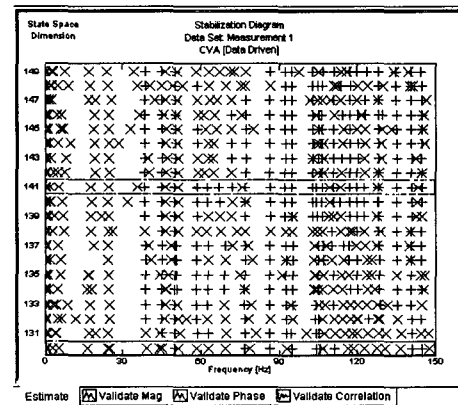 State Space
Dimension
Stabilization Diagram
Data Set: Measurement 1
CVA [Data Driven]
149
147
145
143
141
139
137
135
133
131
0
30
60
90
120
150
Frequency [Hz]
Estimate
Validate Mag
Validate Phase
Validate Correlation